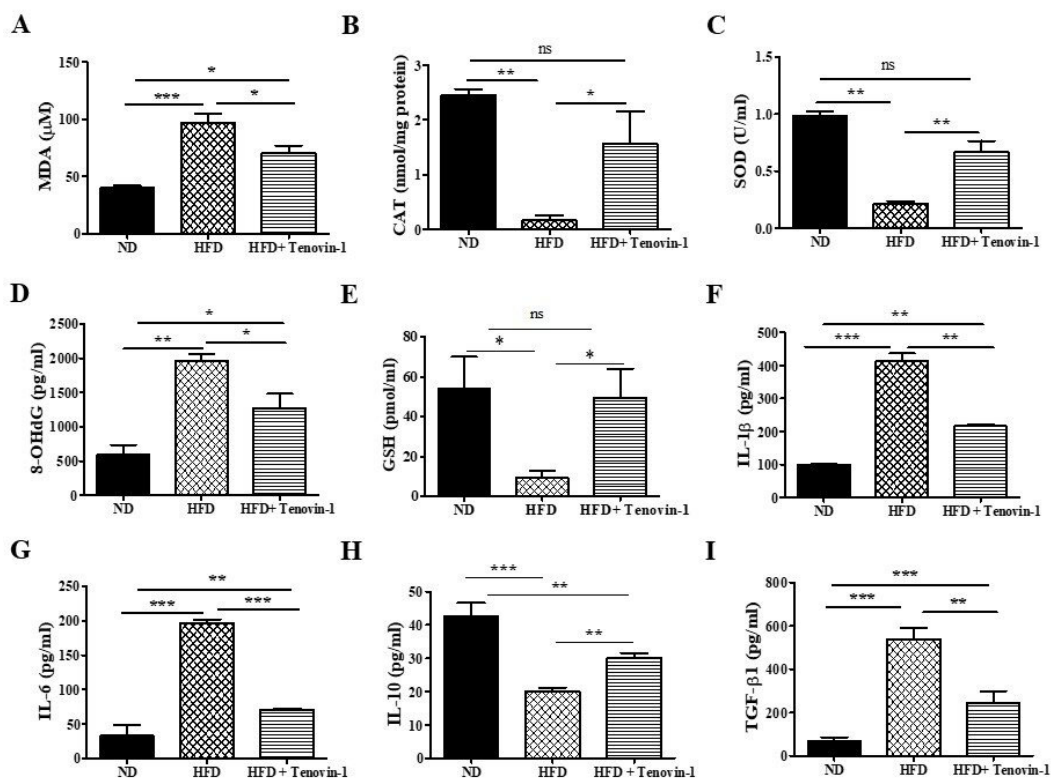 A
MDA (μM)
150
100
50
0
*
***
*
ND
HFD
HFD+ Tenovin-1
B
CAT (nmol/mg protein)
3
2
1
0
ns
**
*
ND
HFD
HFD+ Tenovin-1
C
SOD (U/ml)
1.5
1.0
0.5
0.0
ns
**
**
ND
HFD
HFD+ Tenovin-1
D
8-OHdG (pg/ml)
2500
2000
1500
1000
500
0
*
**
*
ND
HFD
HFD+ Tenovin-1
E
GSH (pmol/ml)
80
60
40
20
0
ns
*
*
ND
HFD
HFD+ Tenovin-1
F
IL-1β (pg/ml)
500
400
300
200
100
0
**
***
**
ND
HFD
HFD+ Tenovin-1
G
IL-6 (pg/ml)
250
200
150
100
50
0
**
***
***
ND
HFD
HFD+ Tenovin-1
H
IL-10 (pg/ml)
50
40
30
20
10
0
***
**
**
ND
HFD
HFD + Tenovin-1
I
TGF-β1 (pg/ml)
800
600
400
200
0
***
***
**
ND
HFD
HFD+ Tenovin-1